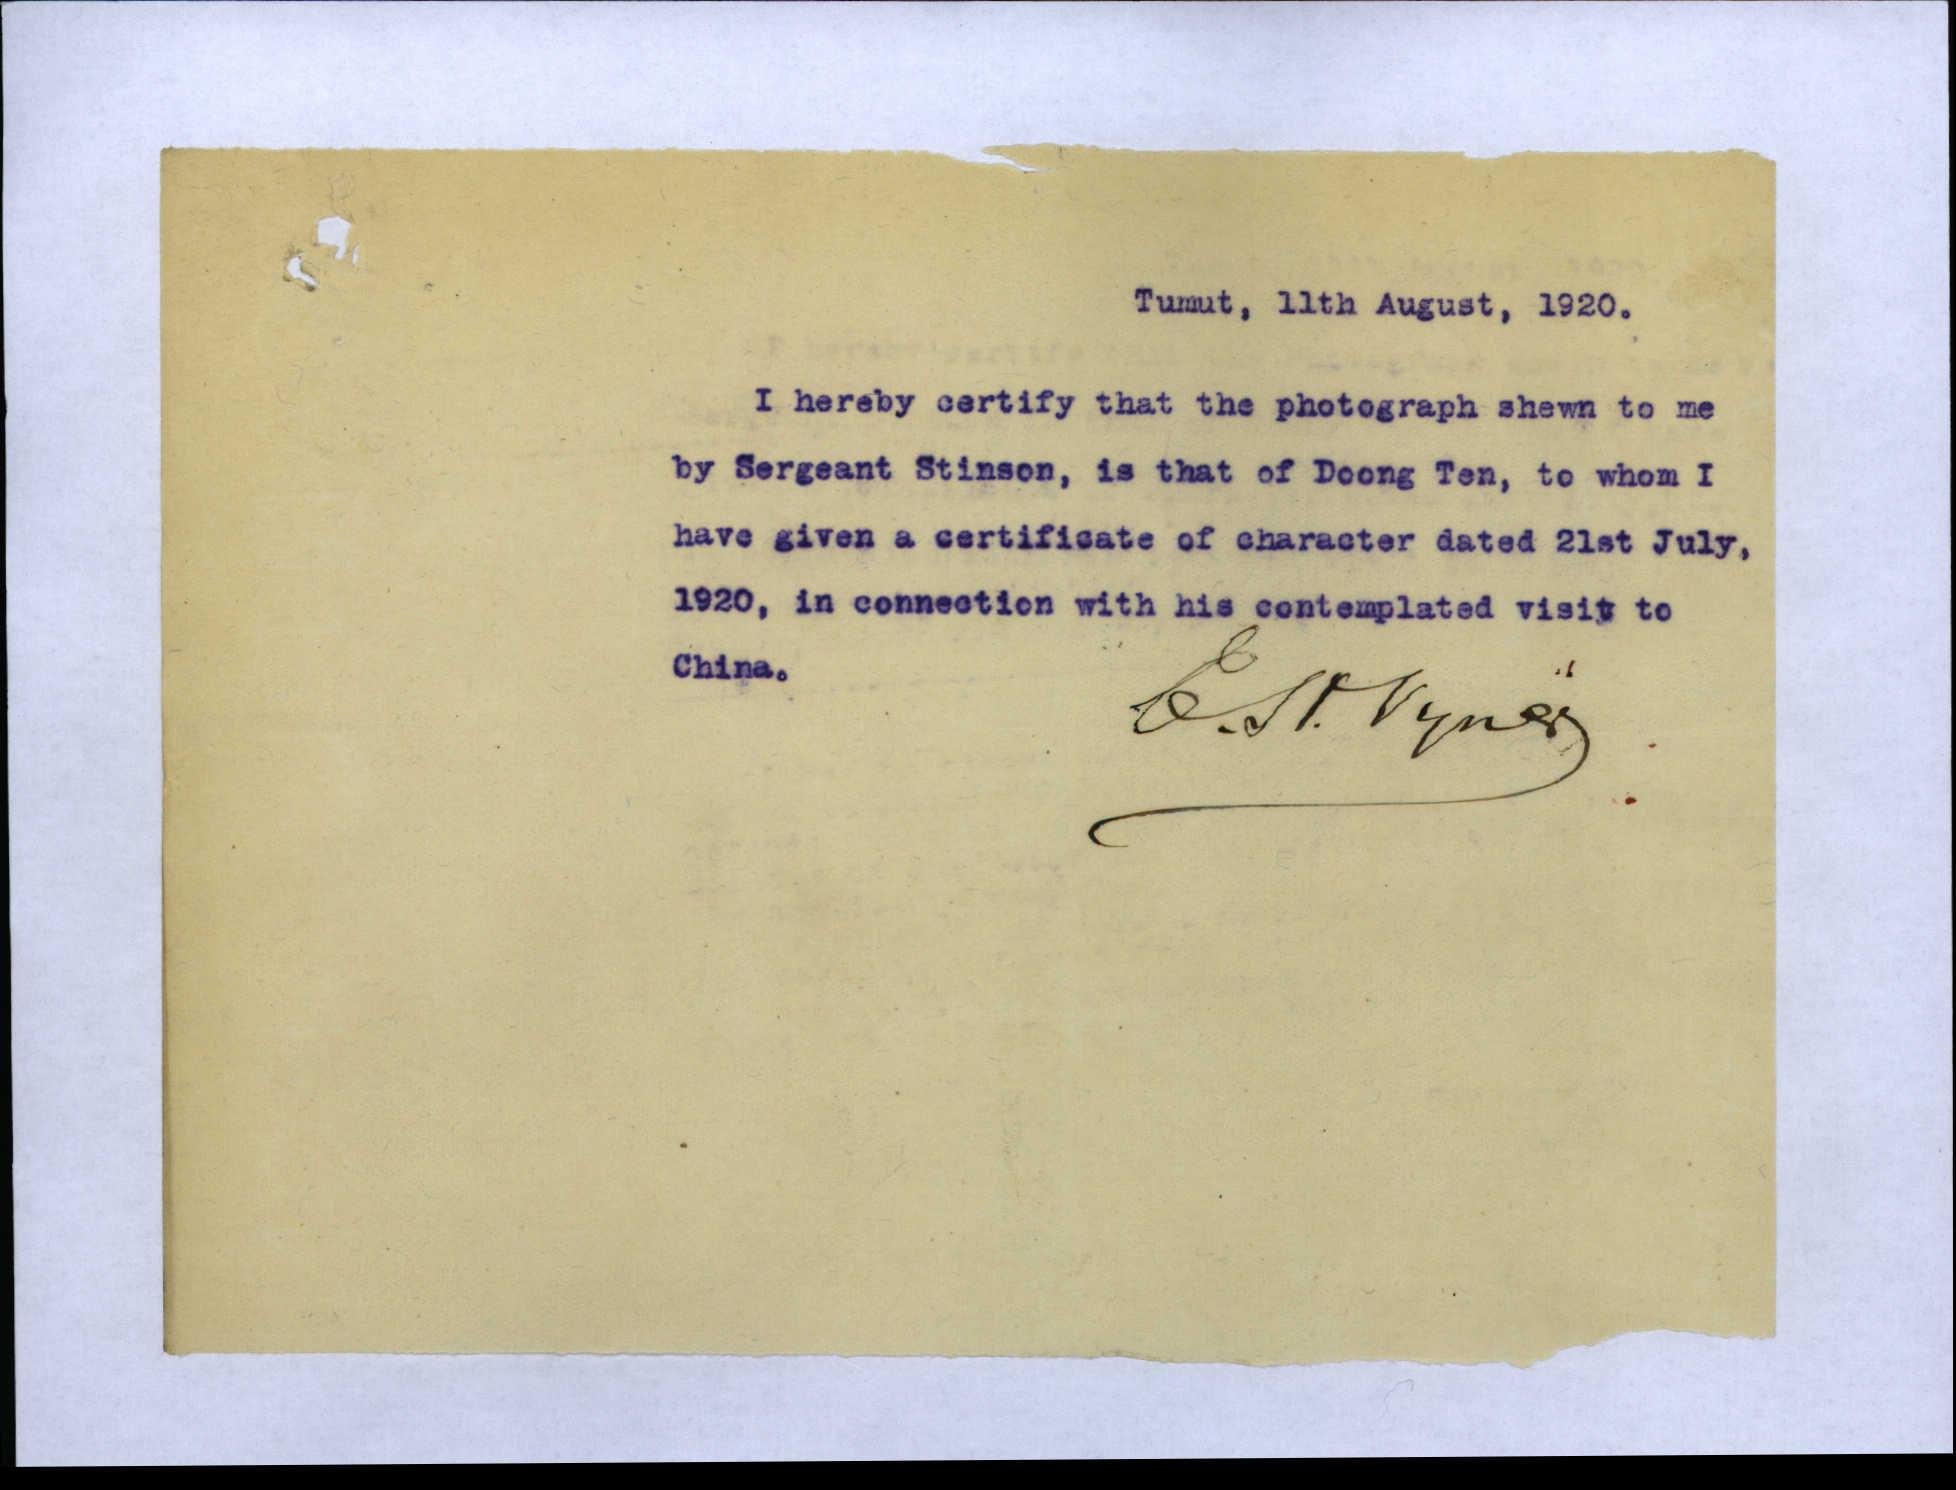 Tumut, 11th August, 1920.
I hereby certify that the photograph shewn to me
by Sergeant Stinson, is that of Doong Ten, to whom I
have given a certificate of character dated 21st July,
1920, in connection with his contemplated visit to
China.
E. St. Vyner